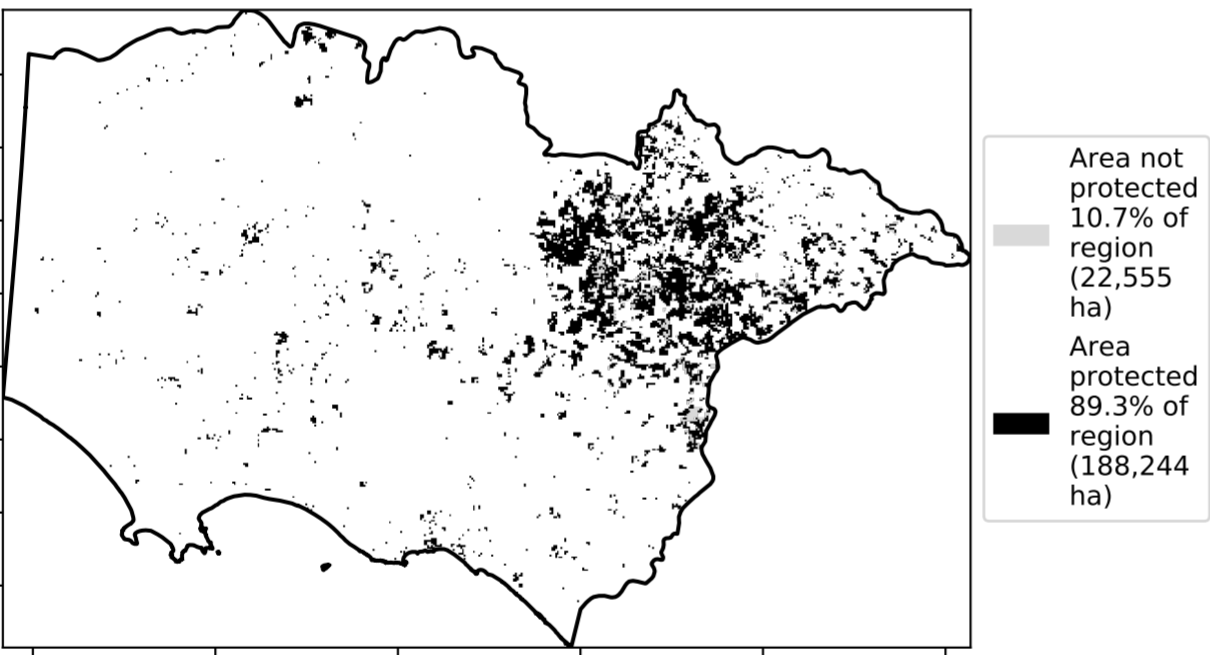 Area not
protected
10.7% of
region
(22,555
ha)
Area
protected
89.3% of
region
(188,244
ha)